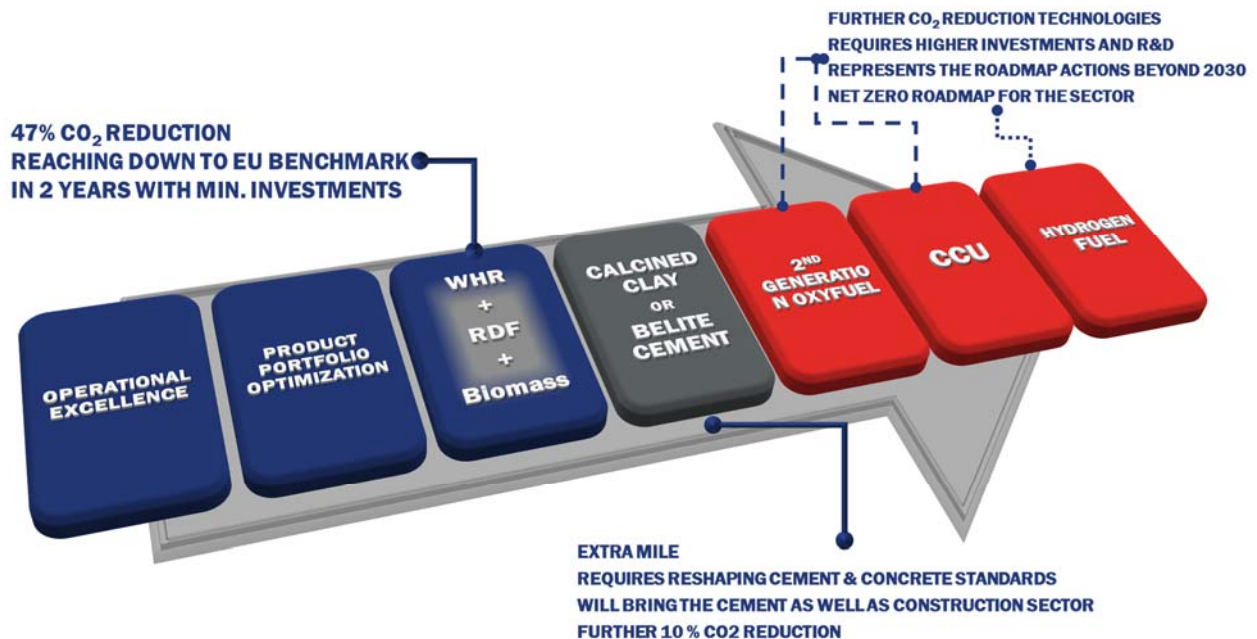 FURTHER CO₂ REDUCTION TECHNOLOGIES
REQUIRES HIGHER INVESTMENTS AND R&D
REPRESENTS THE ROADMAP ACTIONS BEYOND 2030
NET ZERO ROADMAP FOR THE SECTOR
47% CO₂ REDUCTION
REACHING DOWN TO EU BENCHMARK
IN 2 YEARS WITH MIN. INVESTMENTS
OPERATIONAL
EXCELLENCE
PRODUCT
PORTFOLIO
OPTIMIZATION
WHR
+
RDF
+
Biomass
CALCINED
CLAY
OR
BELITE
CEMENT
2ND
GENERATIO
N OXYFUEL
CCU
HYDROGEN
FUEL
EXTRA MILE
REQUIRES RESHAPING CEMENT & CONCRETE STANDARDS
WILL BRING THE CEMENT AS WELL AS CONSTRUCTION SECTOR
FURTHER 10 % CO2 REDUCTION